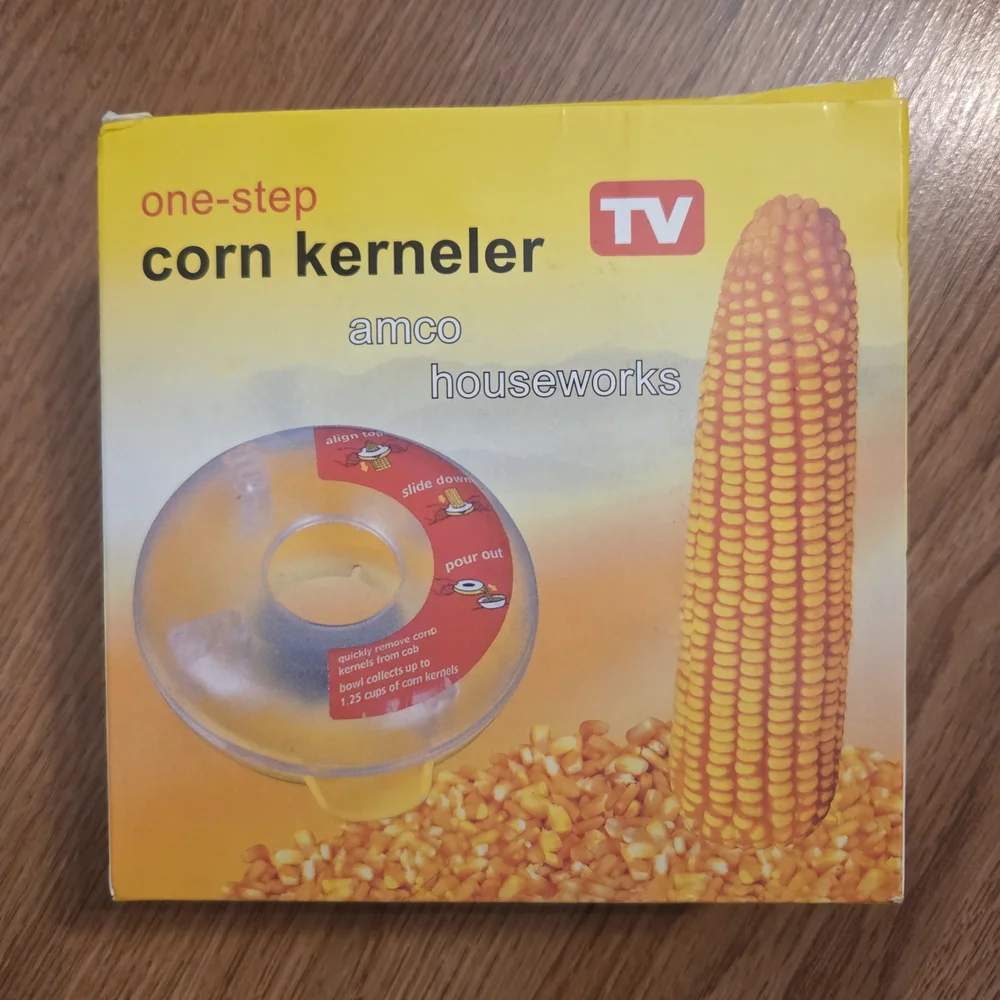 one-step
corn kerneler
TV
amco
houseworks
align top
slide down
pour out
quickly remove corn
kernels from cob
bowl collects up to
1.25 cups of corn kernels